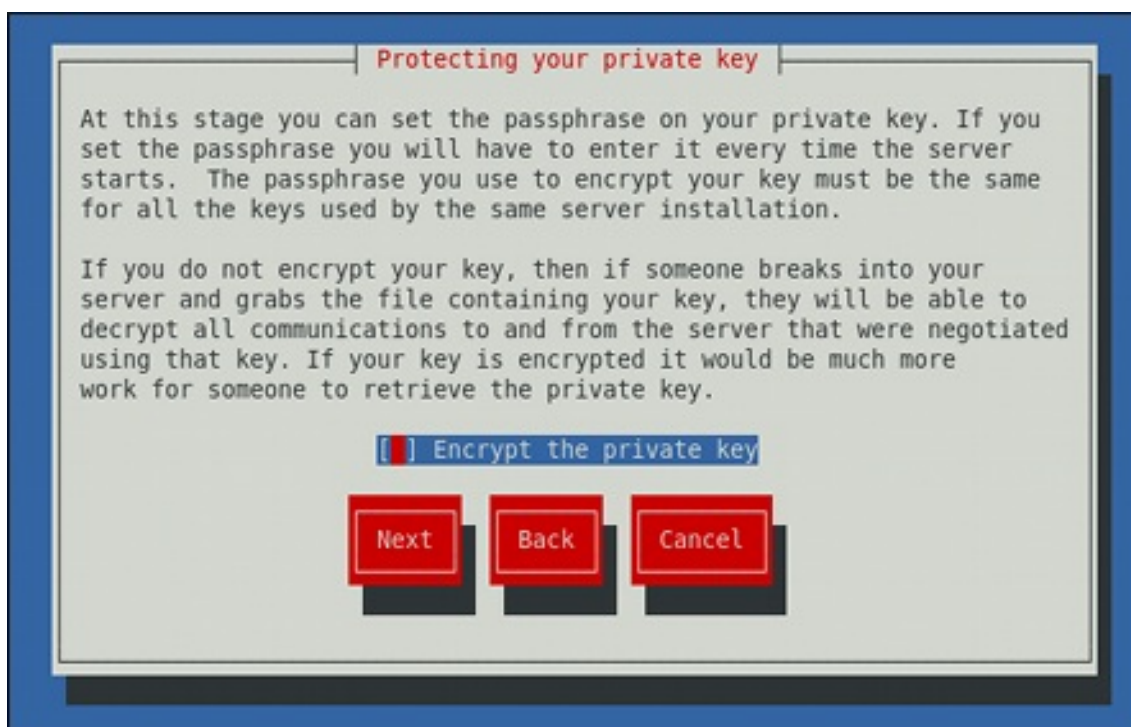 Protecting your private key
At this stage you can set the passphrase on your private key. If you
set the passphrase you will have to enter it every time the server
starts.  The passphrase you use to encrypt your key must be the same
for all the keys used by the same server installation.
If you do not encrypt your key, then if someone breaks into your
server and grabs the file containing your key, they will be able to
decrypt all communications to and from the server that were negotiated
using that key. If your key is encrypted it would be much more
work for someone to retrieve the private key.
[ ] Encrypt the private key
Next Back Cancel